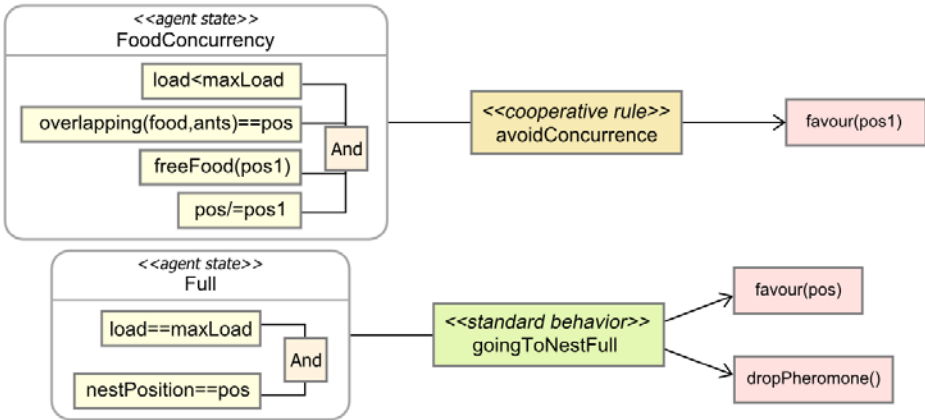 <<agent state>>
FoodConcurrency
load<maxLoad
overlapping(food,ants)==pos
And
freeFood(pos1)
pos/=pos1
<<cooperative rule>>
avoidConcurrence
favour(pos1)
<<agent state>>
Full
load==maxLoad
And
nestPosition==pos
<<standard behavior>>
goingToNestFull
favour(pos)
dropPheromone()